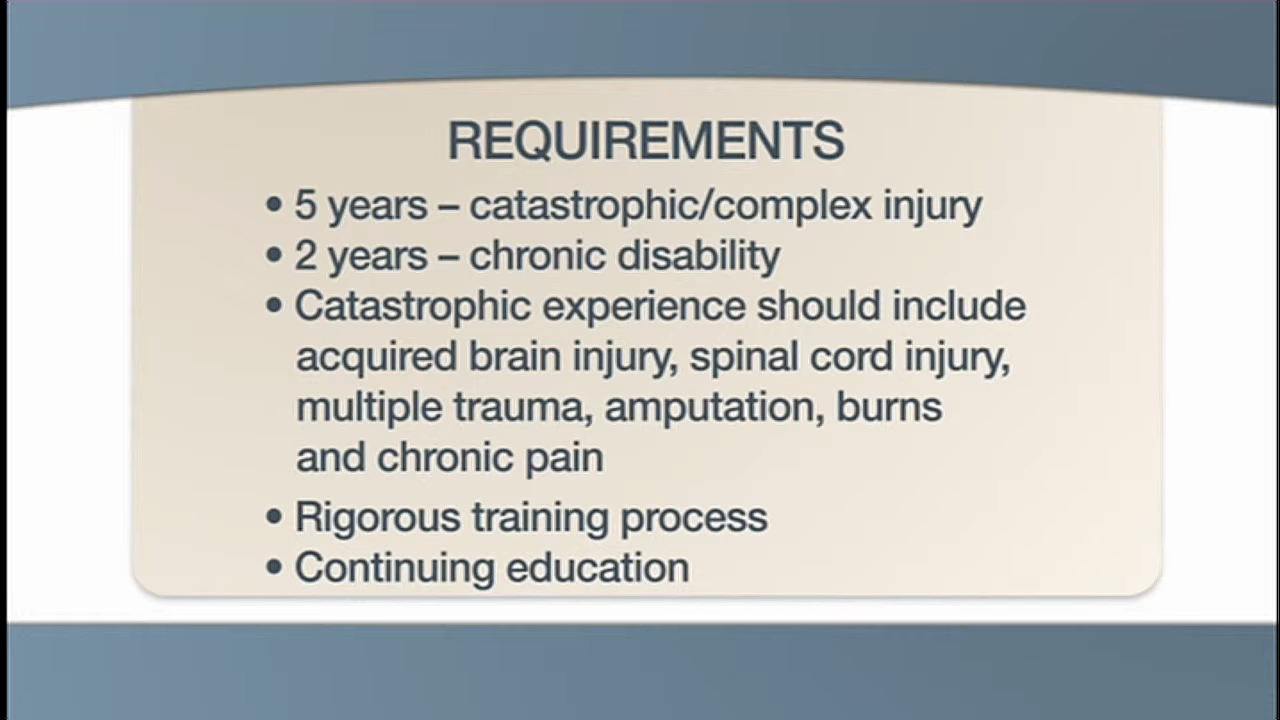 REQUIREMENTS
• 5 years – catastrophic/complex injury
• 2 years – chronic disability
• Catastrophic experience should include
acquired brain injury, spinal cord injury,
multiple trauma, amputation, burns
and chronic pain
• Rigorous training process
• Continuing education